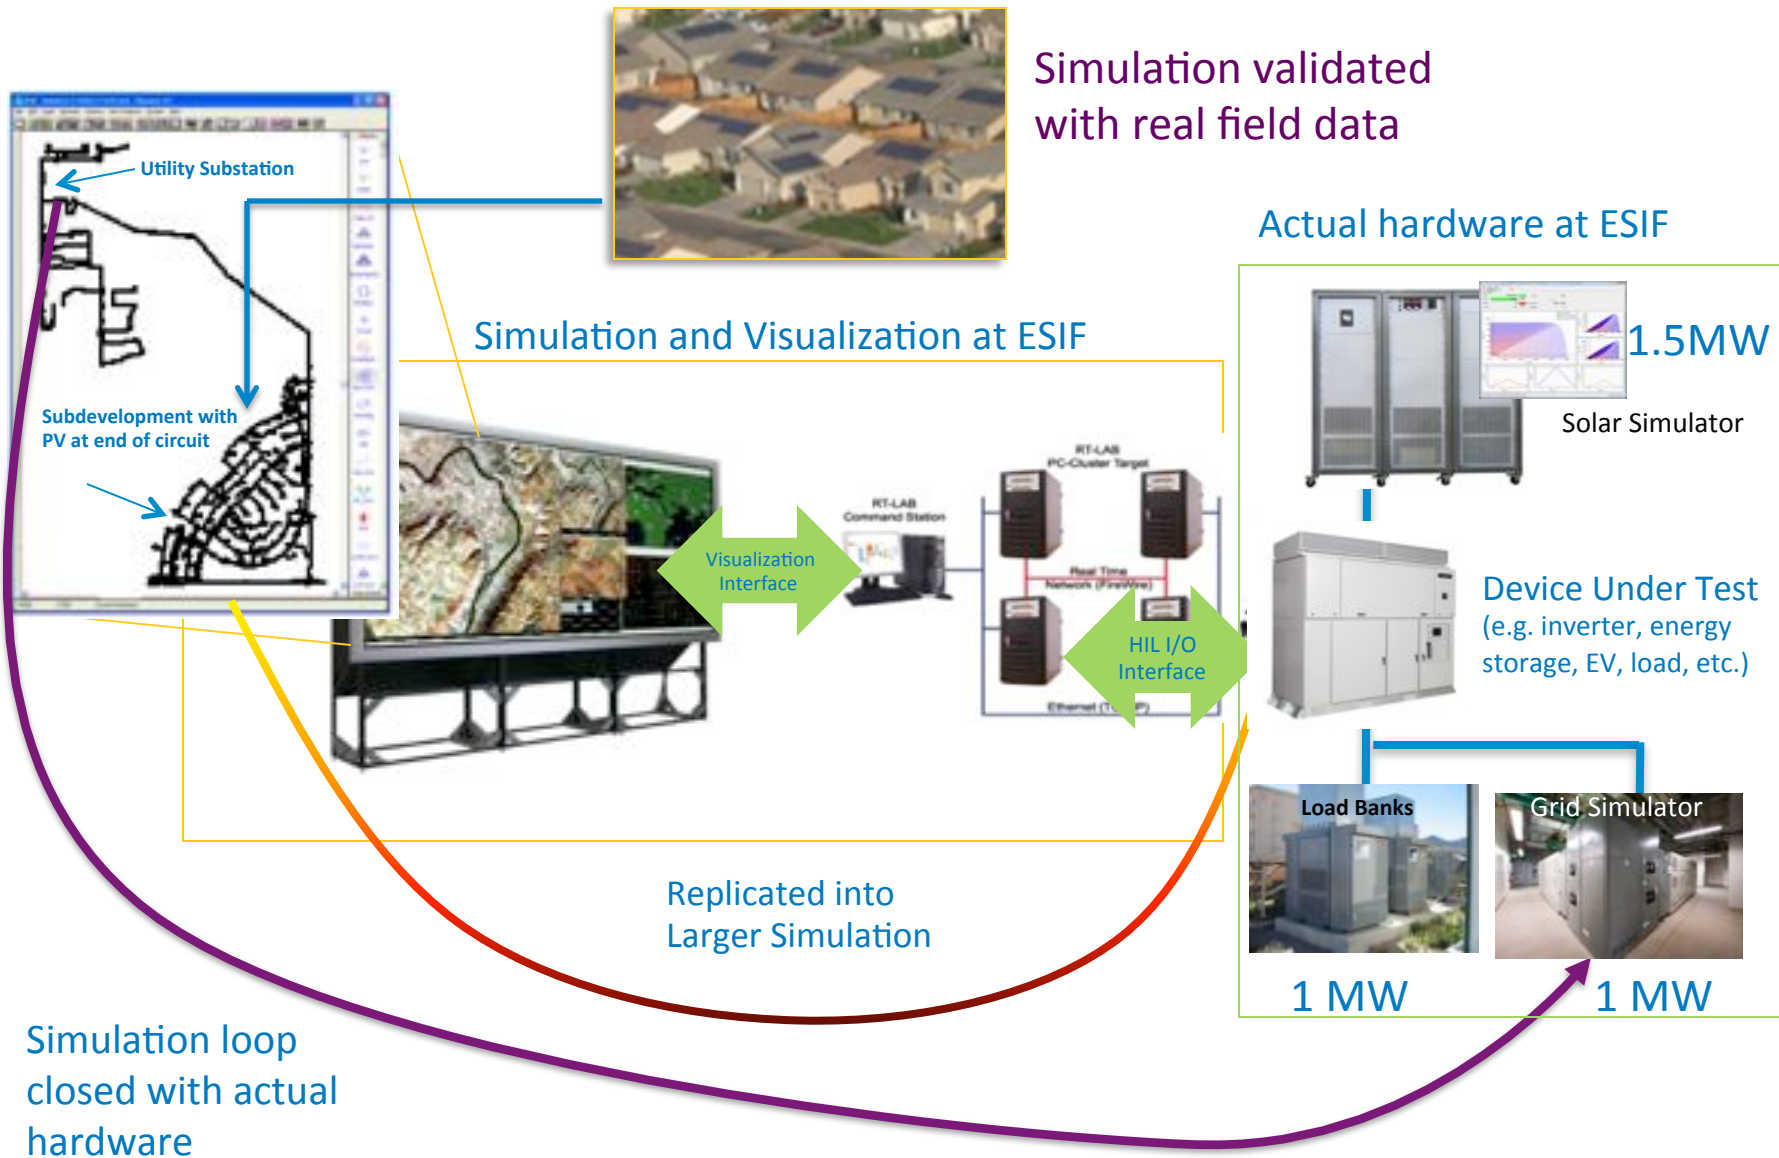 Simulation validated
with real field data
Utility Substation
Subdevelopment with
PV at end of circuit
Simulation and Visualization at ESIF
Actual hardware at ESIF
1.5MW
Solar Simulator
RT-LAB
PC-Cluster Target
RT-LAB
Command Station
Visualization
Interface
Real Time
Network (FireWire)
HIL I/O
Interface
Ethernet (T
P)
Device Under Test
(e.g. inverter, energy
storage, EV, load, etc.)
Load Banks
Grid Simulator
1 MW
1 MW
Replicated into
Larger Simulation
Simulation loop
closed with actual
hardware